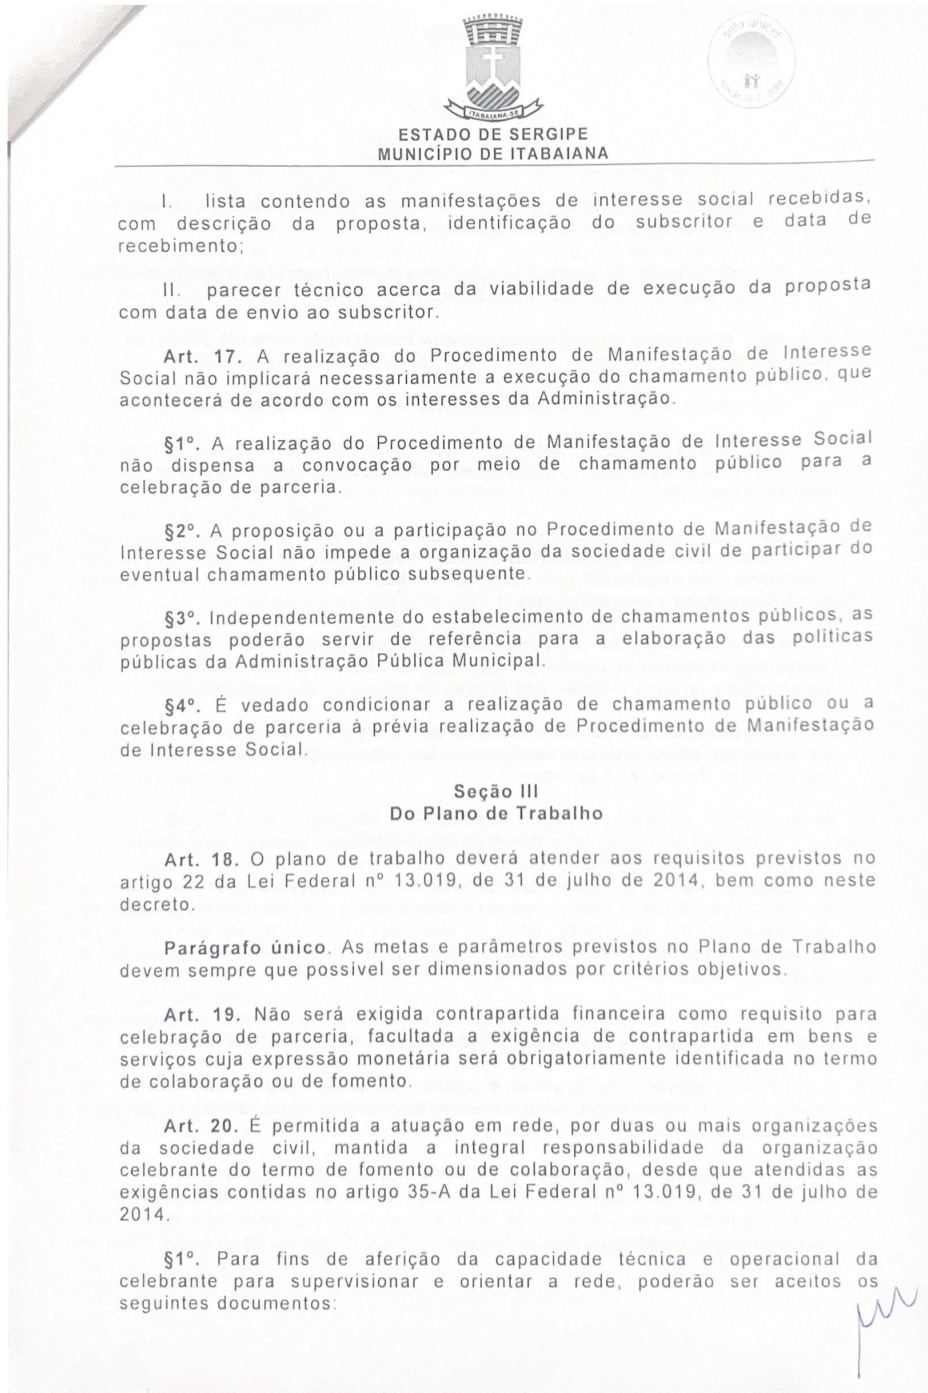 ITABAIANA-SE
Selo unicef
ESTADO DE SERGIPE
MUNICÍPIO DE ITABAIANA
I. lista contendo as manifestações de interesse social recebidas,
com descrição da proposta, identificação do subscritor e data de
recebimento;
II. parecer técnico acerca da viabilidade de execução da proposta
com data de envio ao subscritor.
Art. 17. A realização do Procedimento de Manifestação de Interesse
Social não implicará necessariamente a execução do chamamento público, que
acontecerá de acordo com os interesses da Administração.
§1º. A realização do Procedimento de Manifestação de Interesse Social
não dispensa a convocação por meio de chamamento público para a
celebração de parceria.
§2º. A proposição ou a participação no Procedimento de Manifestação de
Interesse Social não impede a organização da sociedade civil de participar do
eventual chamamento público subsequente.
§3º. Independentemente do estabelecimento de chamamentos públicos, as
propostas poderão servir de referência para a elaboração das políticas
públicas da Administração Pública Municipal.
§4º. É vedado condicionar a realização de chamamento público ou a
celebração de parceria à prévia realização de Procedimento de Manifestação
de Interesse Social.
Seção III
Do Plano de Trabalho
Art. 18. O plano de trabalho deverá atender aos requisitos previstos no
artigo 22 da Lei Federal nº 13.019, de 31 de julho de 2014, bem como neste
decreto.
Parágrafo único. As metas e parâmetros previstos no Plano de Trabalho
devem sempre que possível ser dimensionados por critérios objetivos.
Art. 19. Não será exigida contrapartida financeira como requisito para
celebração de parceria, facultada a exigência de contrapartida em bens e
serviços cuja expressão monetária será obrigatoriamente identificada no termo
de colaboração ou de fomento.
Art. 20. É permitida a atuação em rede, por duas ou mais organizações
da sociedade civil, mantida a integral responsabilidade da organização
celebrante do termo de fomento ou de colaboração, desde que atendidas as
exigências contidas no artigo 35-A da Lei Federal nº 13.019, de 31 de julho de
2014.
§1º. Para fins de aferição da capacidade técnica e operacional da
celebrante para supervisionar e orientar a rede, poderão ser aceitos os
seguintes documentos: